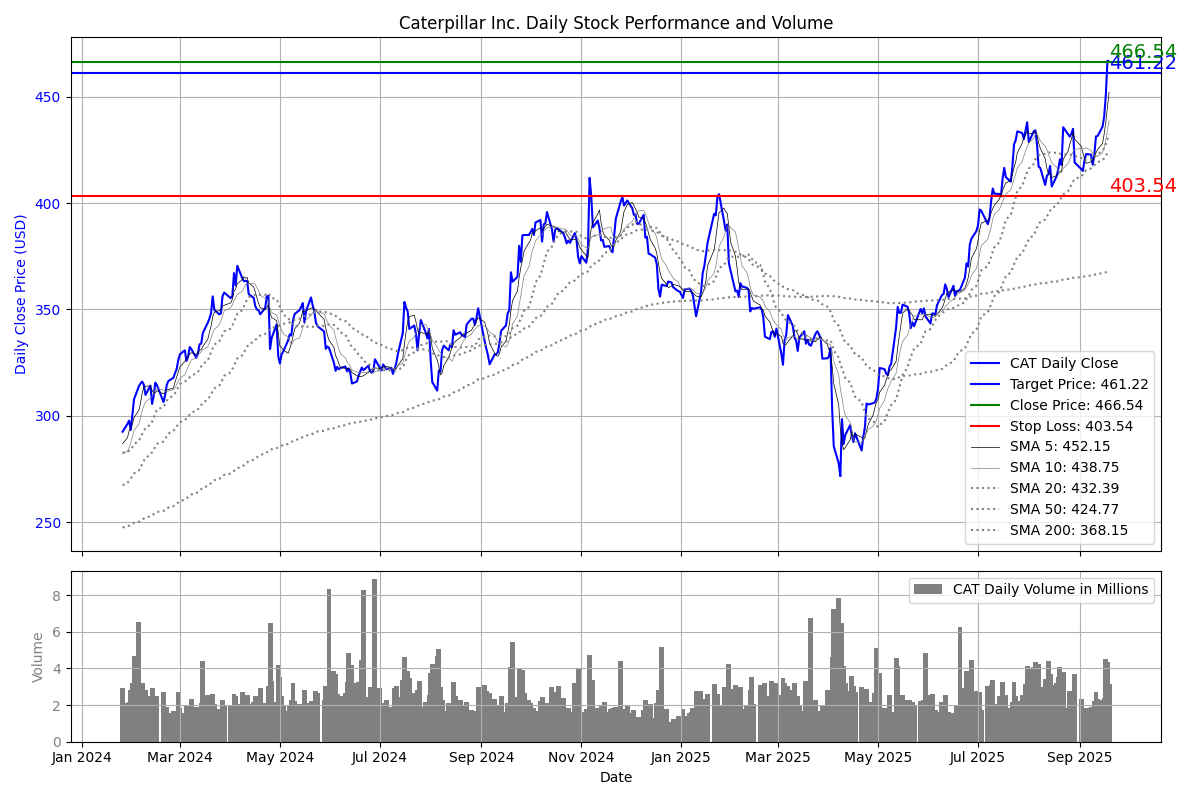 Caterpillar Inc. Daily Stock Performance and Volume
466.54
461.22
403.54
Daily Close Price (USD)
450
400
350
300
250
CAT Daily Close
Target Price: 461.22
Close Price: 466.54
Stop Loss: 403.54
SMA 5: 452.15
SMA 10: 438.75
SMA 20: 432.39
SMA 50: 424.77
SMA 200: 368.15
CAT Daily Volume in Millions
Volume
8
6
4
2
0
Jan 2024 Mar 2024 May 2024 Jul 2024 Sep 2024 Nov 2024 Jan 2025 Mar 2025 May 2025 Jul 2025 Sep 2025
Date